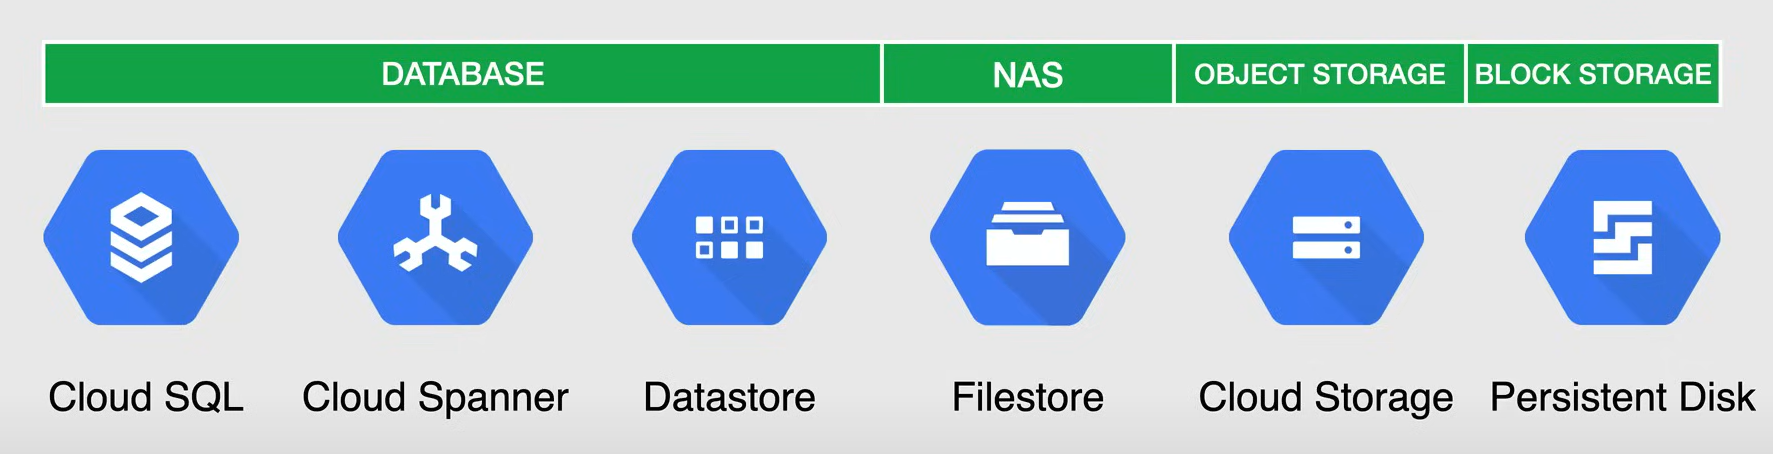 DATABASE NAS OBJECT STORAGE BLOCK STORAGE
Cloud SQL Cloud Spanner Datastore Filestore Cloud Storage Persistent Disk